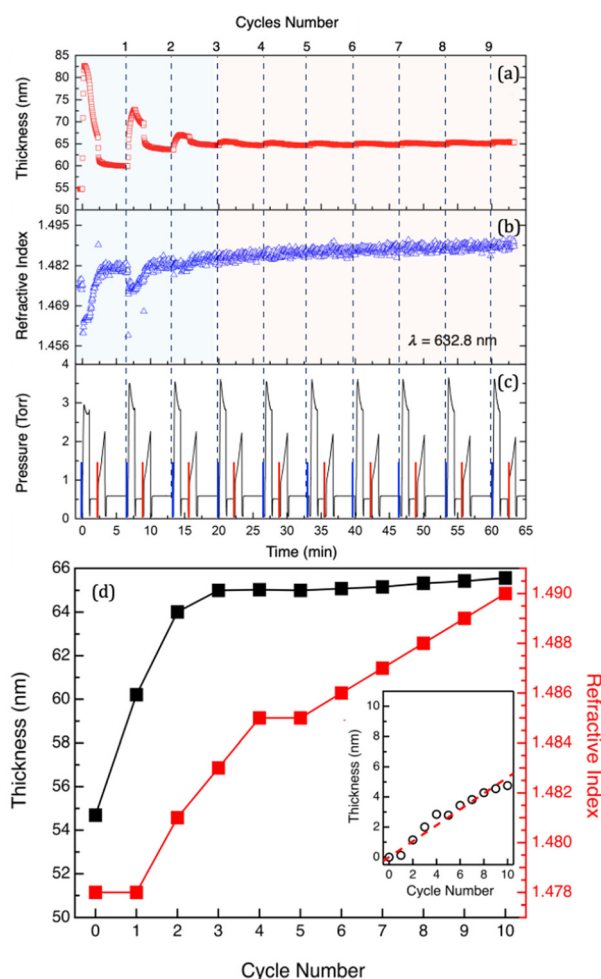 Cycles Number
1 2 3 4 5 6 7 8 9
(a)
Thickness (nm)
85
80
75
70
65
60
55
50
(b)
Refractive Index
1.495
1.482
1.469
1.456
λ = 632.8 nm
(c)
Pressure (Torr)
4
3
2
1
0
0 5 10 15 20 25 30 35 40 45 50 55 60 65
Time (min)
(d)
Thickness (nm)
66
64
62
60
58
56
54
52
50
Refractive Index
1.490
1.488
1.486
1.484
1.482
1.480
1.478
Thickness (nm)
10
8
6
4
2
0
0 2 4 6 8 10
Cycle Number
0 1 2 3 4 5 6 7 8 9 10
Cycle Number